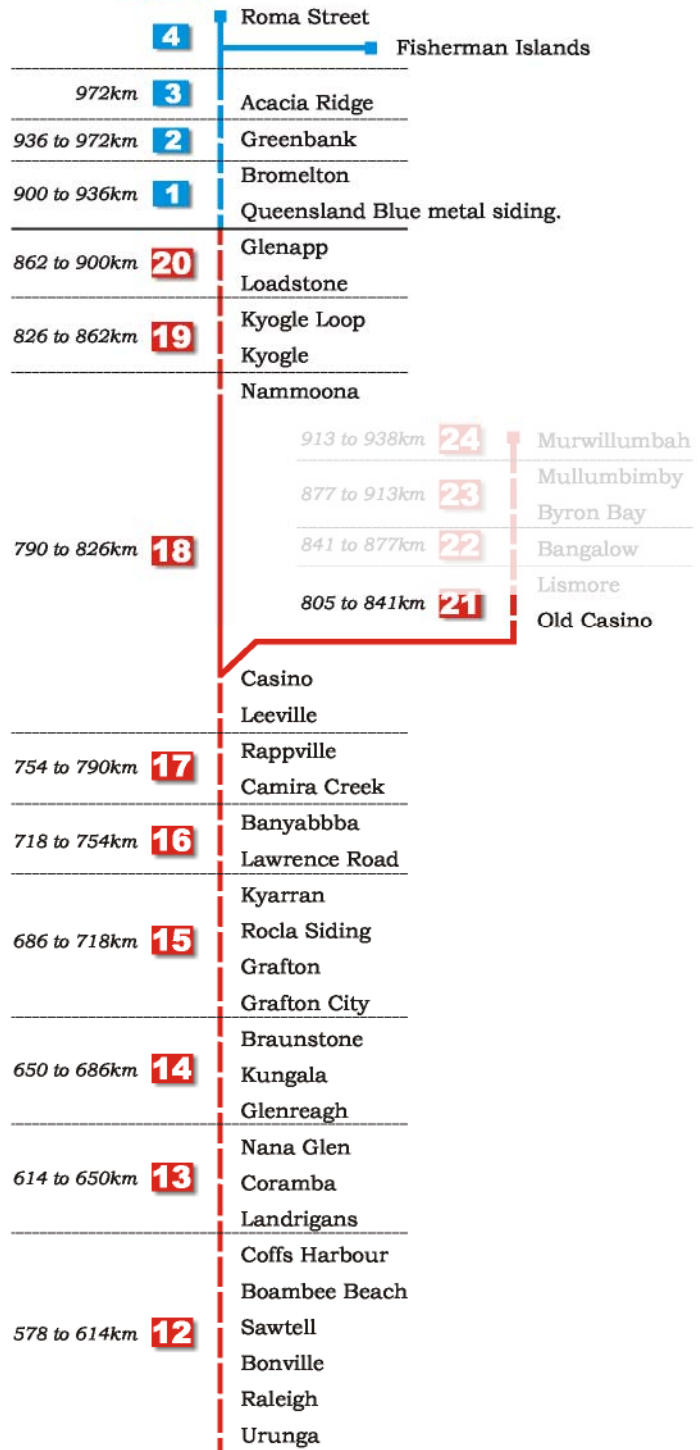 Roma Street
4
Fisherman Islands
972km 3
Acacia Ridge
936 to 972km 2 Greenbank
Bromelton
900 to 936km 1
Queensland Blue metal siding.
Glenapp
862 to 900km 20
Loadstone
Kyogle Loop
826 to 862km 19
Kyogle
Nammoona
913 to 938km 24 Murwillumbah
Mullumbimby
877 to 913km 23
Byron Bay
841 to 877km 22 Bangalow
790 to 826km 18
Lismore
805 to 841km 21
Old Casino
Casino
Leeville
Rappville
754 to 790km 17
Camira Creek
Banyabbba
718 to 754km 16
Lawrence Road
Kyarran
Rocla Siding
686 to 718km 15
Grafton
Grafton City
Braunstone
650 to 686km 14 Kungala
Glenreagh
Nana Glen
614 to 650km 13 Coramba
Landrigans
Coffs Harbour
Boambee Beach
578 to 614km 12 Sawtell
Bonville
Raleigh
Urunga